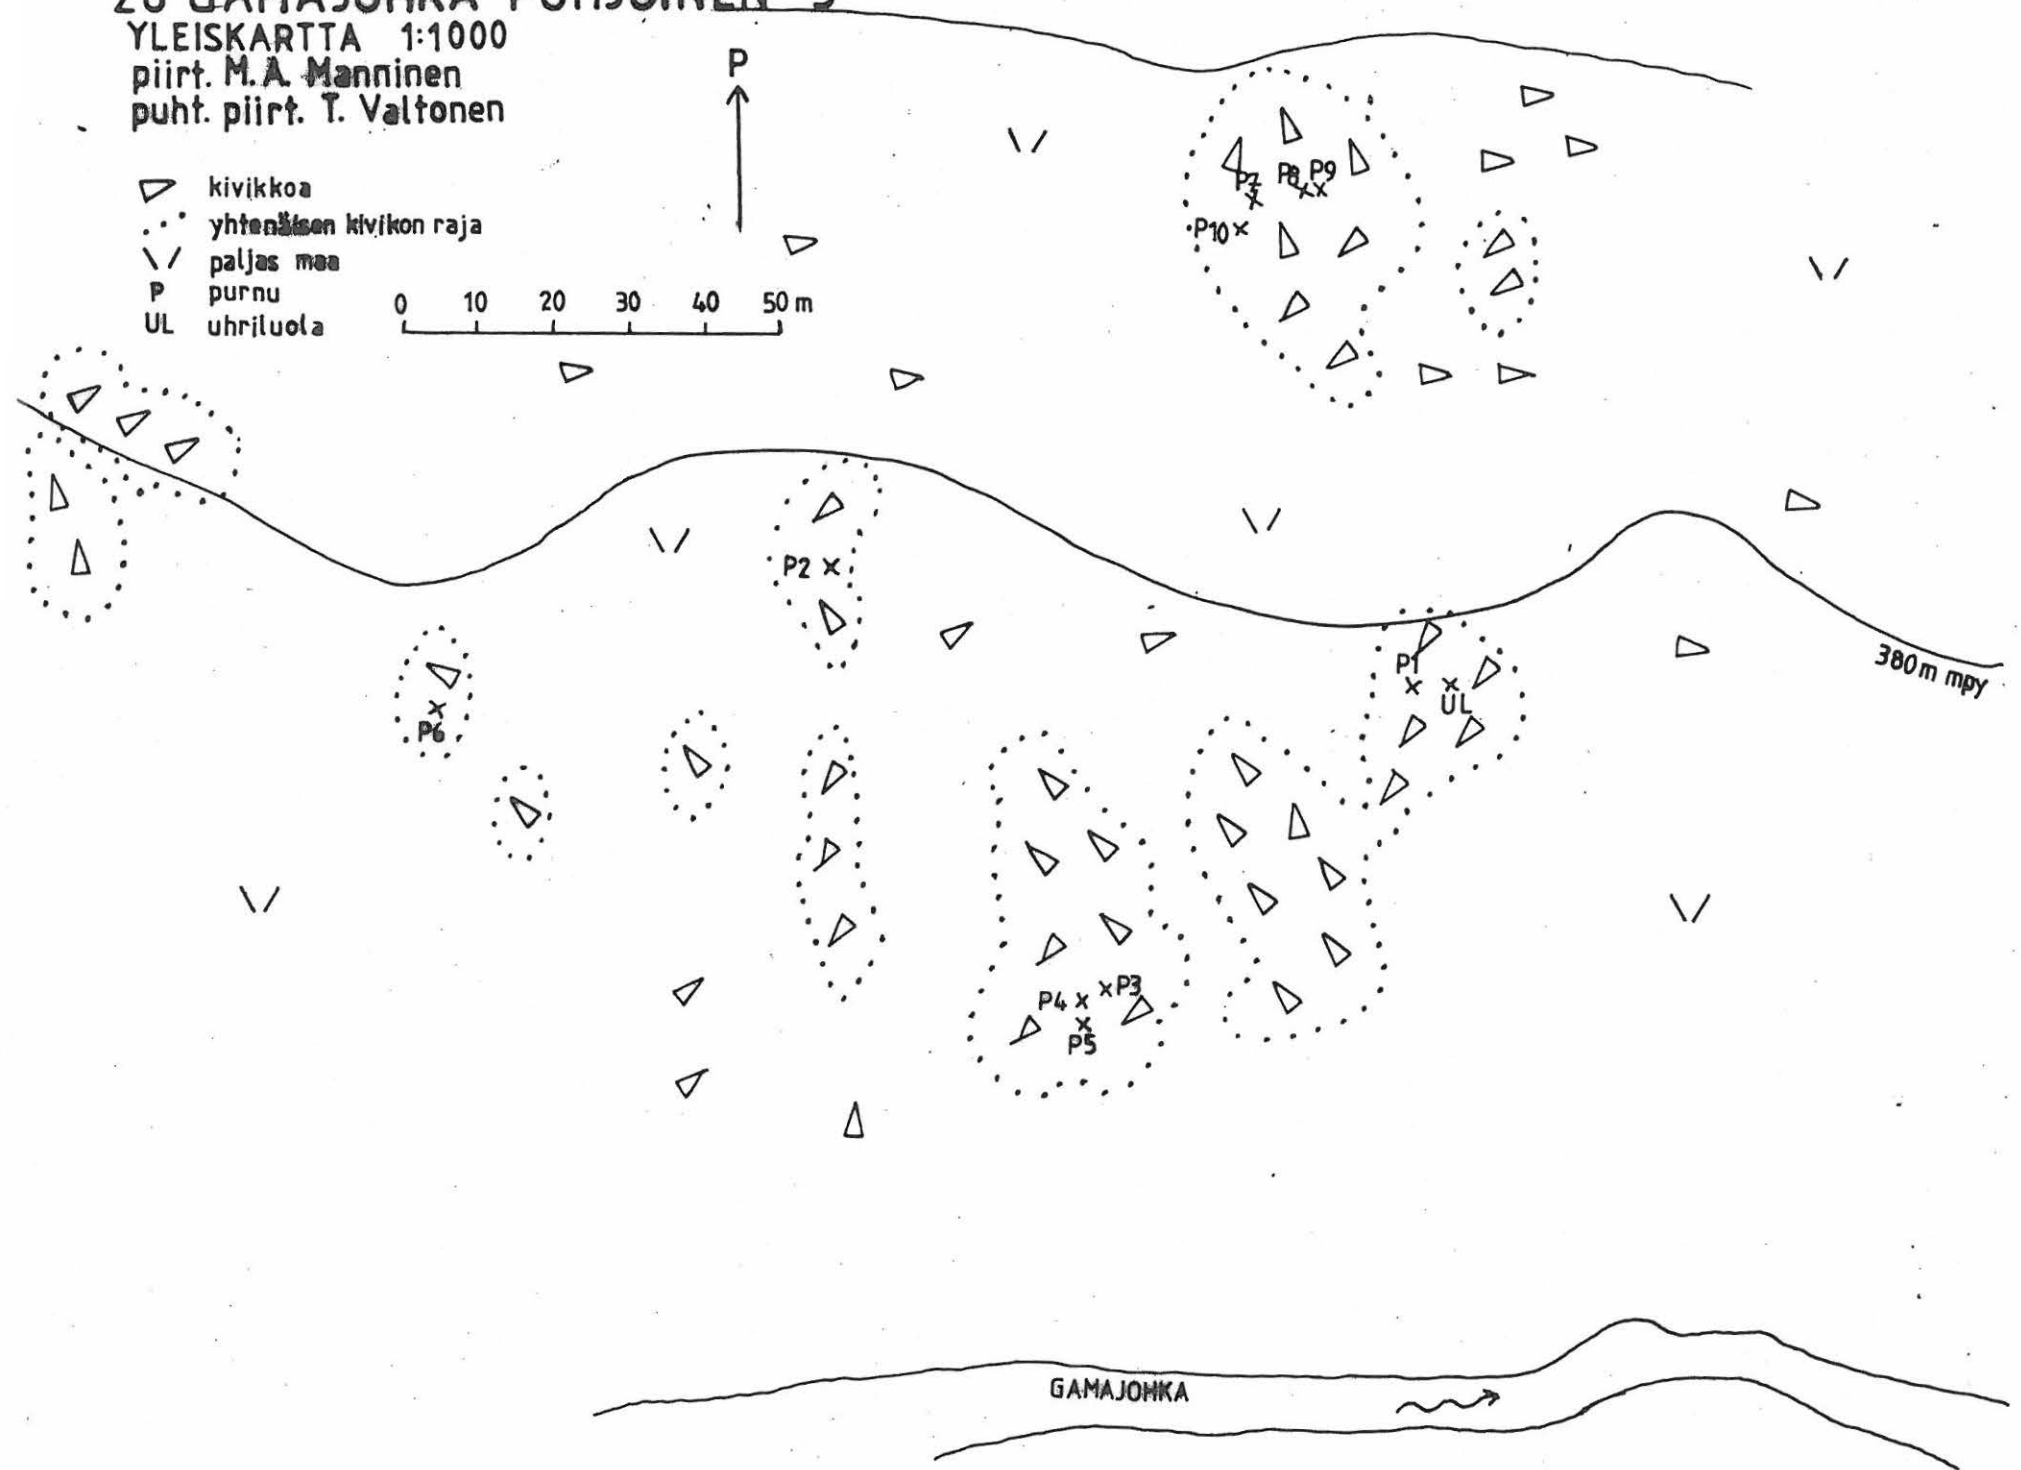 YLEISKARTTA 1:1000
piirt. M.A. Manninen
puht. piirt. T. Valtonen
P
kivikkoa
yhtenäisen kivikon raja
paljas maa
P purnu
UL uhriluola
0 10 20 30 40 50 m
P7 P8 P9
P10
P2
P1
UL
380m mpy
P6
P4 P3
P5
GAMAJOHKA